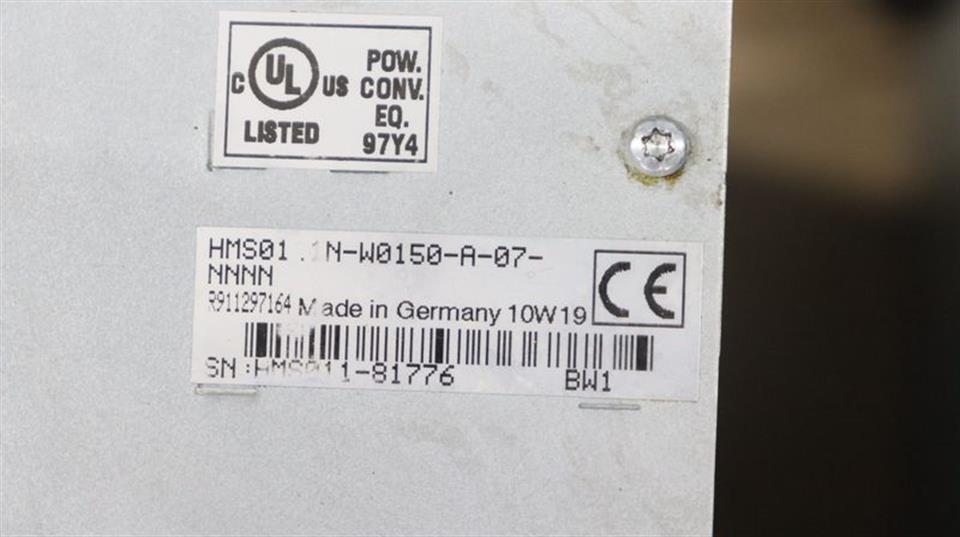 C UL US
LISTED
POW.
CONV.
EQ.
97Y4
HMS01.1N-W0150-A-07-
NNNN
R911297164 Made in Germany 10W19
CE
SN:HMS011-81776 BW1